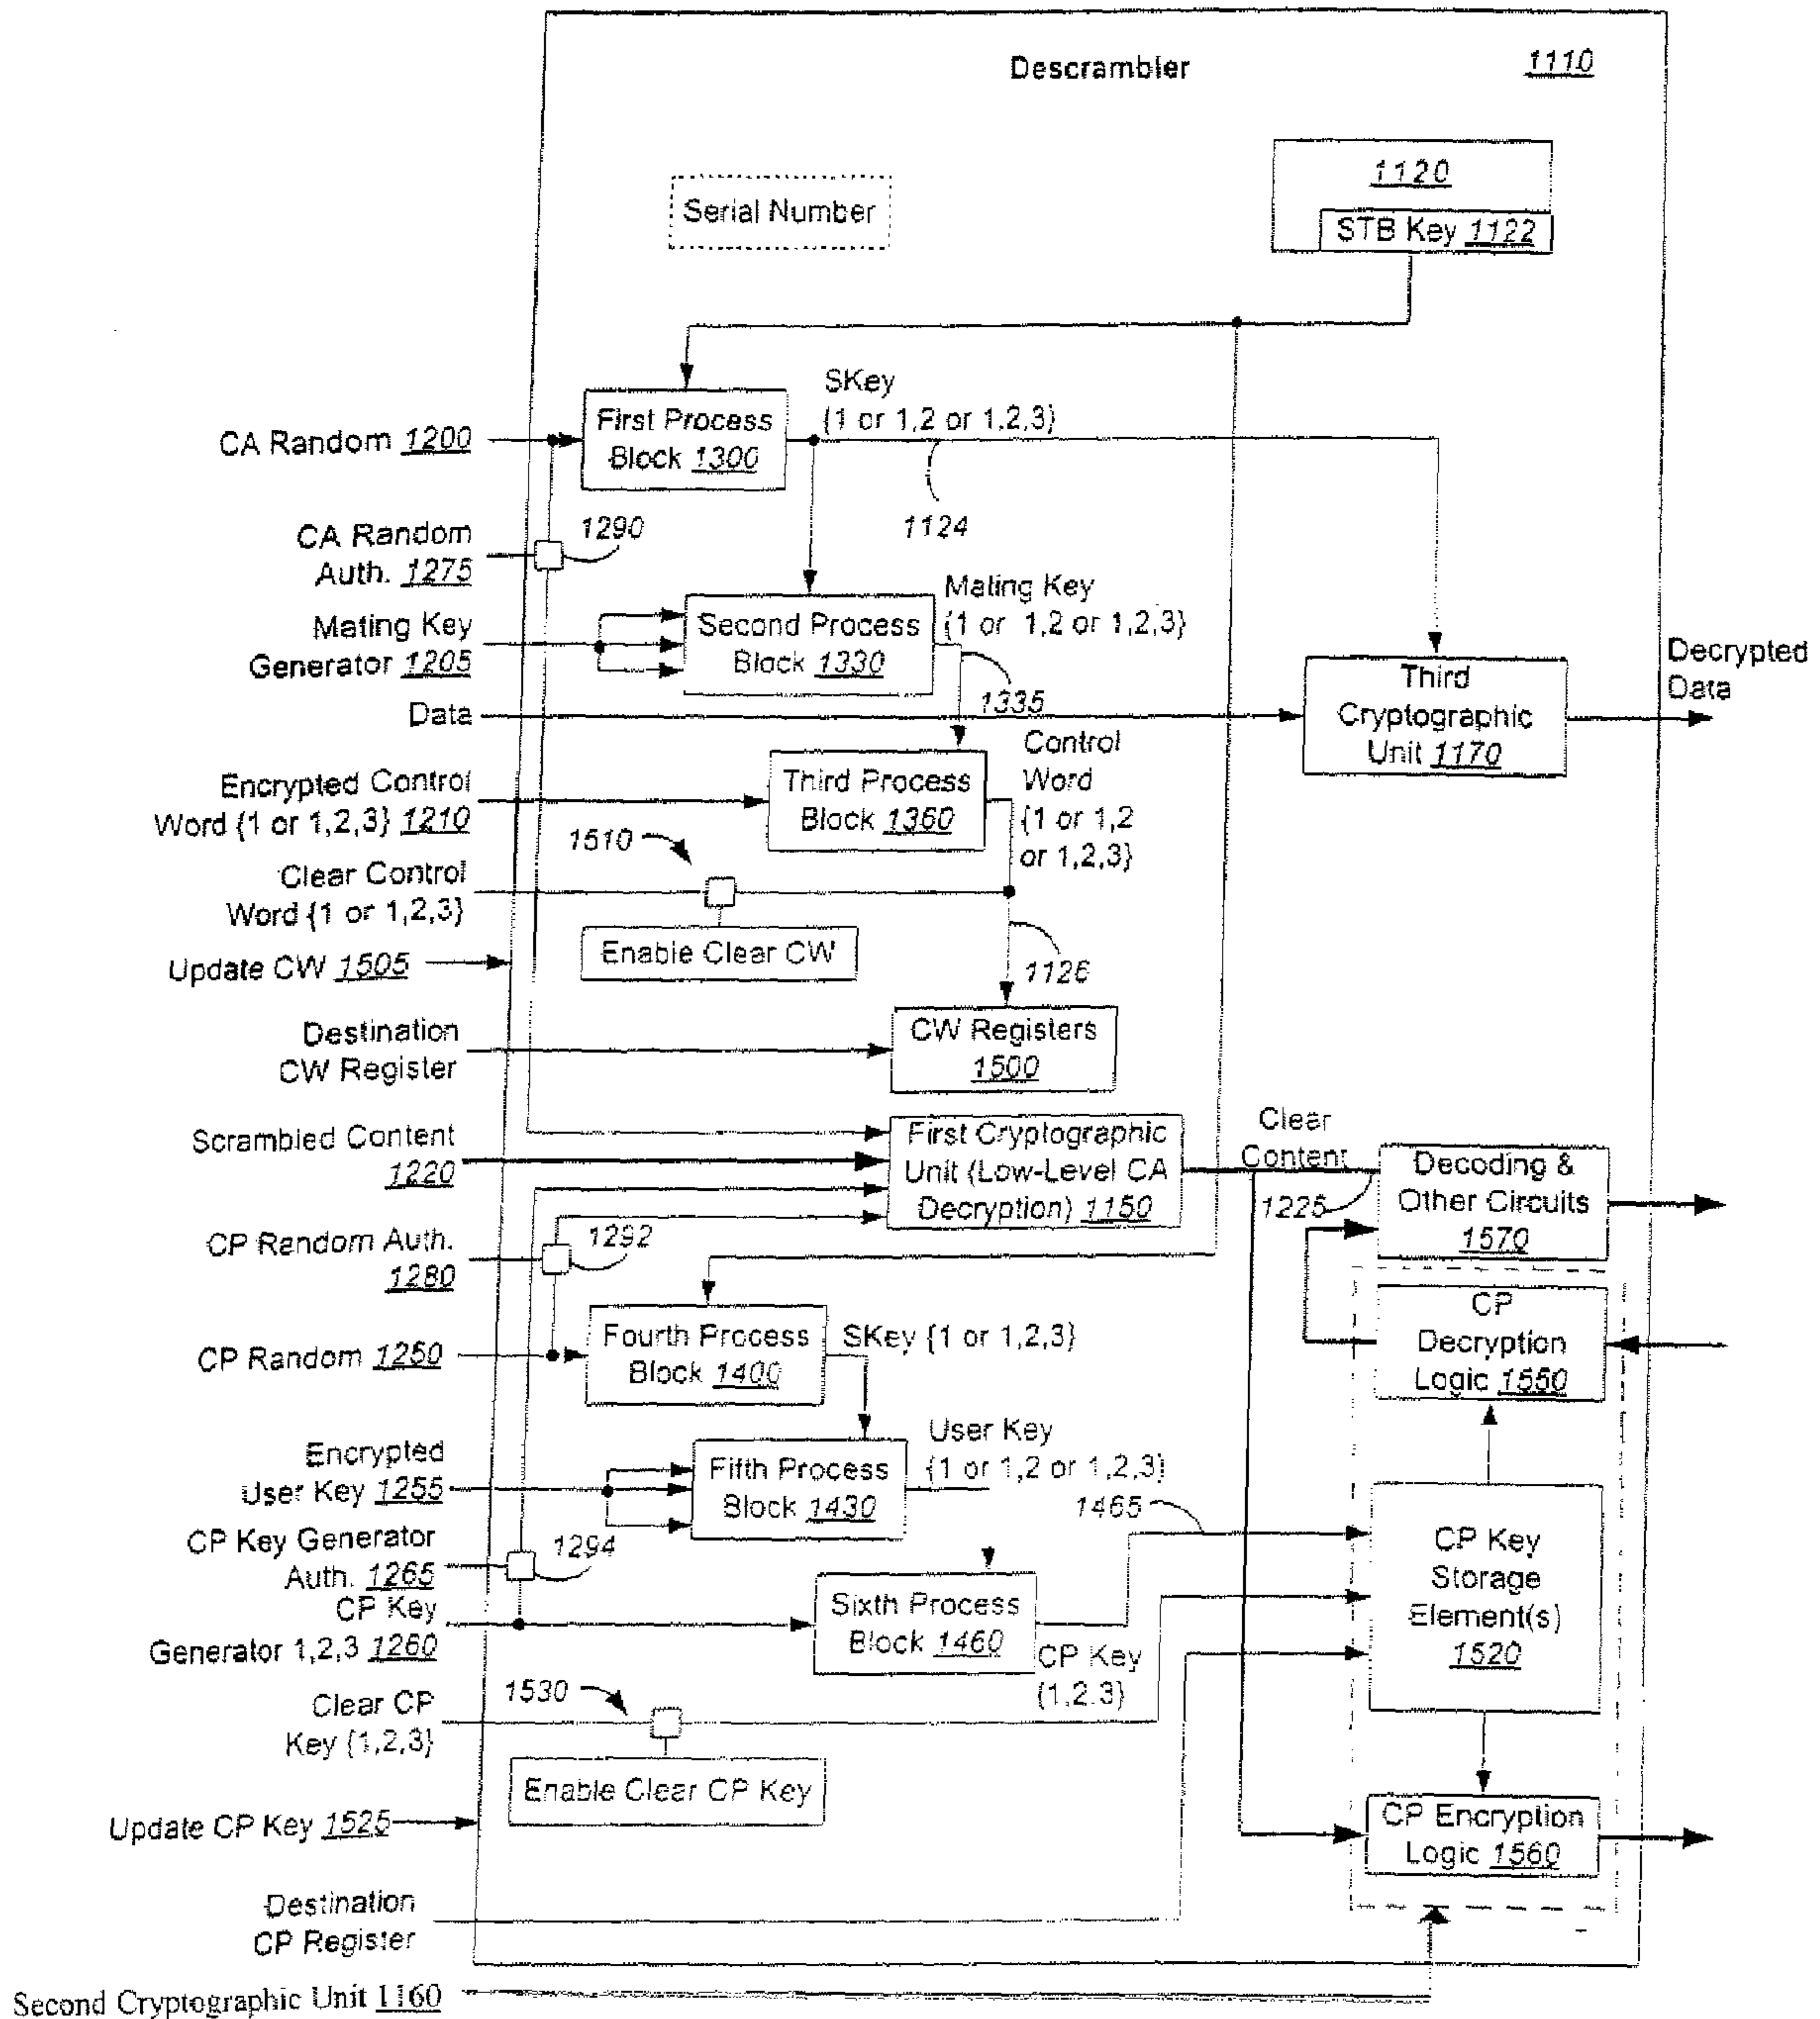 Descrambler
1110
1120
Serial Number
STB Key 1122
SKey
{1 or 1,2 or 1,2,3}
First Process
Block 1300
CA Random 1200
1124
1290
CA Random
Auth. 1275
Mating Key
{1 or 1,2 or 1,2,3}
Mating Key
Generator 1205
Second Process
Block 1330
1335
Decrypted
Data
Third
Cryptographic
Unit 1170
Data
Control
Word
{1 or 1,2
or 1,2,3}
Encrypted Control
Word {1 or 1,2,3} 1210
Third Process
Block 1360
1510
Clear Control
Word {1 or 1,2,3}
Enable Clear CW
1126
Update CW 1505
Destination
CW Register
CW Registers
1500
Scrambled Content
1220
First Cryptographic
Unit (Low-Level CA
Decryption) 1150
Clear
Content
1225
Decoding &
Other Circuits
1570
CP Random Auth.
1280
1292
CP
Decryption
Logic 1550
CP Random 1250
Fourth Process
Block 1400
SKey {1 or 1,2,3}
User Key
{1 or 1,2 or 1,2,3}
Encrypted
User Key 1255
Fifth Process
Block 1430
1465
CP Key Generator
Auth. 1265
1294
CP Key
Storage
Element(s)
1520
CP Key
Generator 1,2,3 1260
Sixth Process
Block 1460
CP Key
{1,2.3}
1530
Clear CP
Key {1,2,3}
Enable Clear CP Key
Update CP Key 1525
CP Encryption
Logic 1560
Destination
CP Register
Second Cryptographic Unit 1160